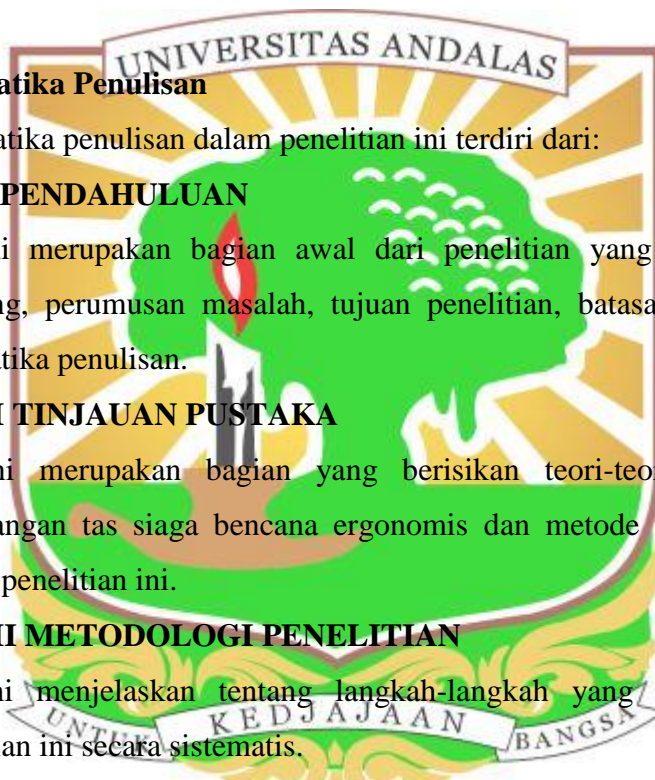 UNIVERSITAS ANDALAS
atika Penulisan
atika penulisan dalam penelitian ini terdiri dari:
PENDAHULUAN
i merupakan bagian awal dari penelitian yang
ng, perumusan masalah, tujuan penelitian, batasa
atika penulisan.
I TINJAUAN PUSTAKA
ni merupakan bagian yang berisikan teori-teo
angan tas siaga bencana ergonomis dan metode
penelitian ini.
II METODOLOGI PENELITIAN
ni menjelaskan tentang langkah-langkah yang
an ini secara sistematis.
UNTUK KEDJAJAAN BANGSA